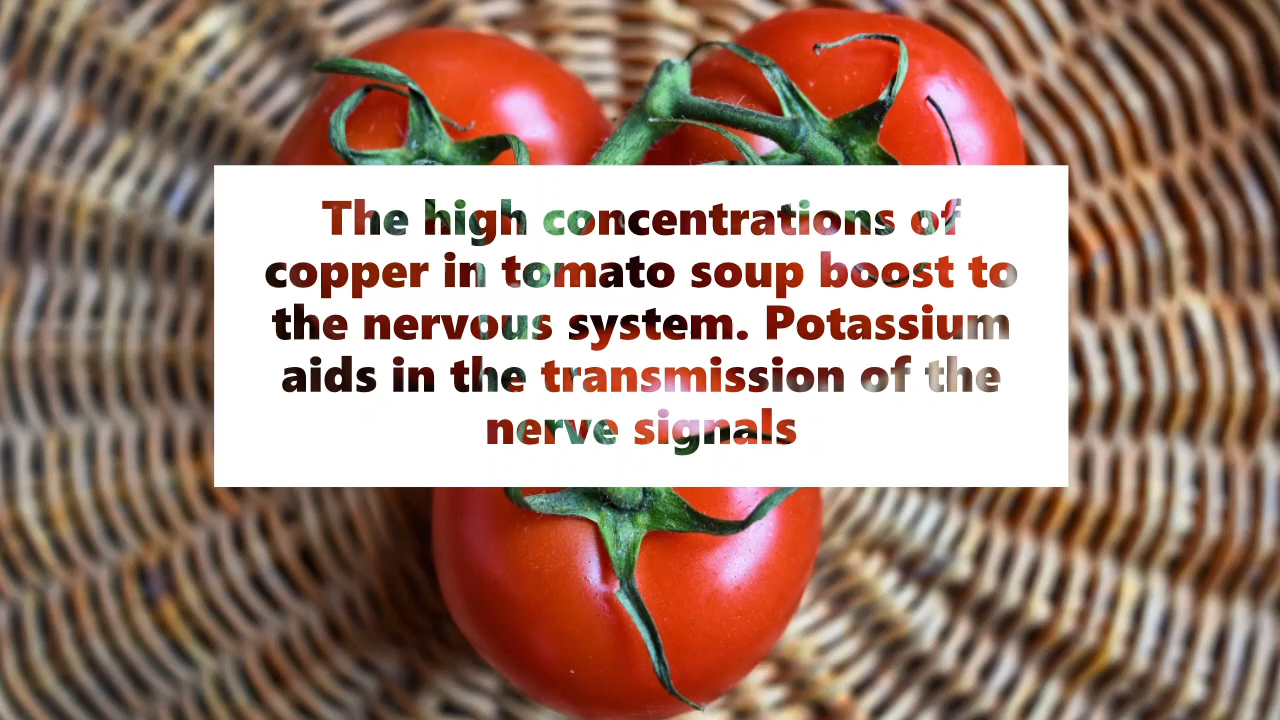 The high concentrations of
copper in tomato soup boost to
the nervous system. Potassium
aids in the transmission of the
nerve signals